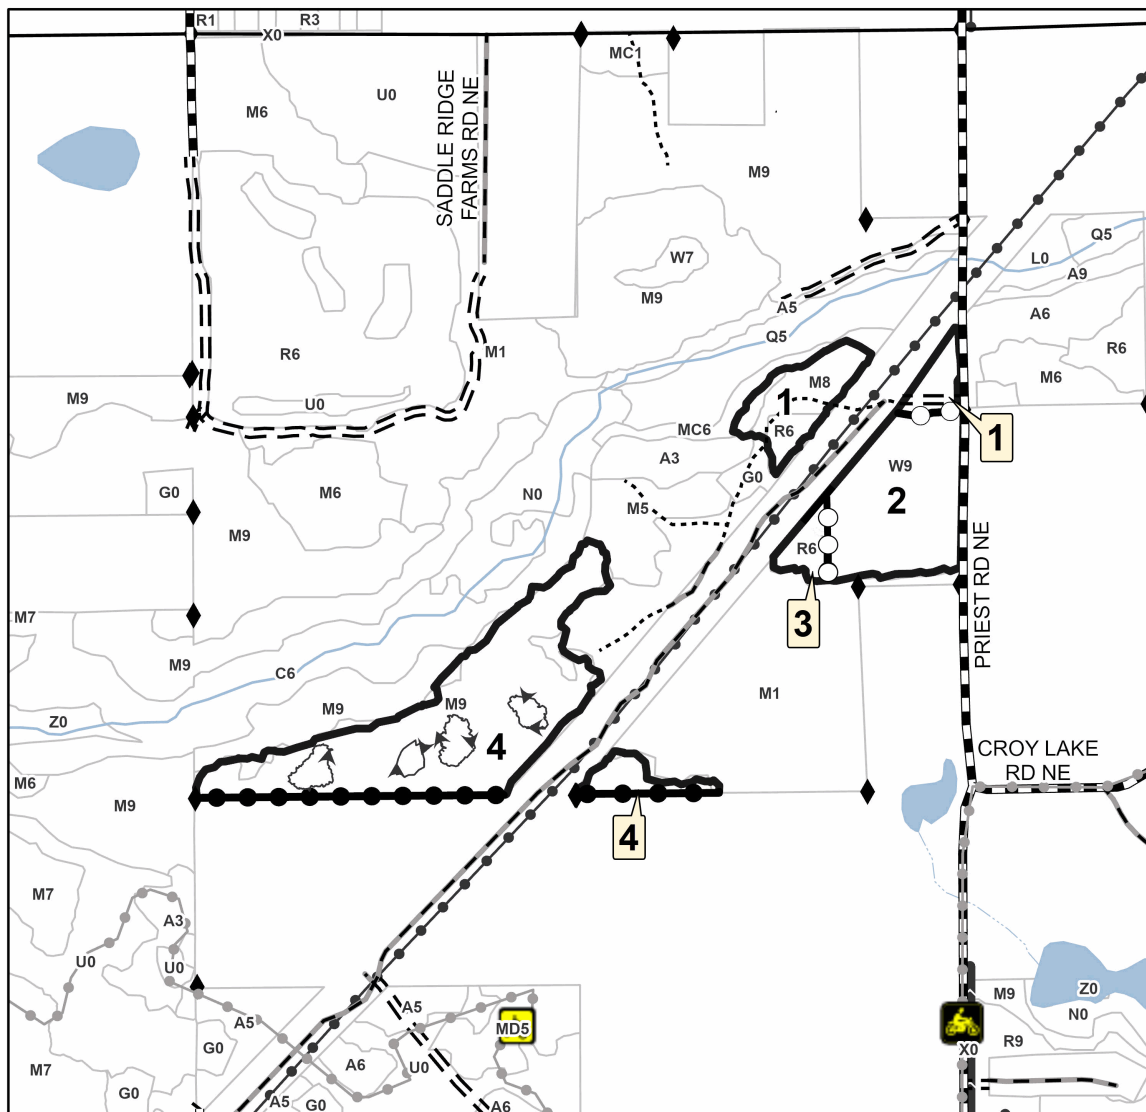 R1
R3
X0
MC1
U0
M6
SADDLE RIDGE
FARMS RD NE
M9
W7
M9
Q5
L0
A9
A6
A5
Q5
R6
M6
M1
R6
U0
M9
M8
1
R6
MC6
A3
G0
1
W9
2
G0
M6
N0
M5
M9
R6
3
PRIEST RD NE
M7
M9
C6
M9
M9
M1
Z0
4
CROY LAKE
RD NE
M6
M9
4
M7
A3
U0
U0
Z0
M9
N0
A5
A5
MD5
R9
X0
G0
A6
U0
M7
G0
A5
G0
A6